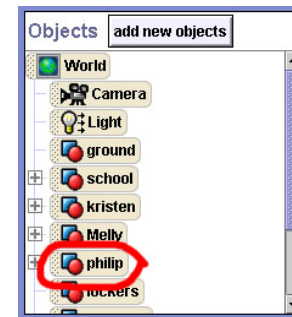 Objects add new objects
World
Camera
Light
ground
school
kristen
Melly
philip
lockers